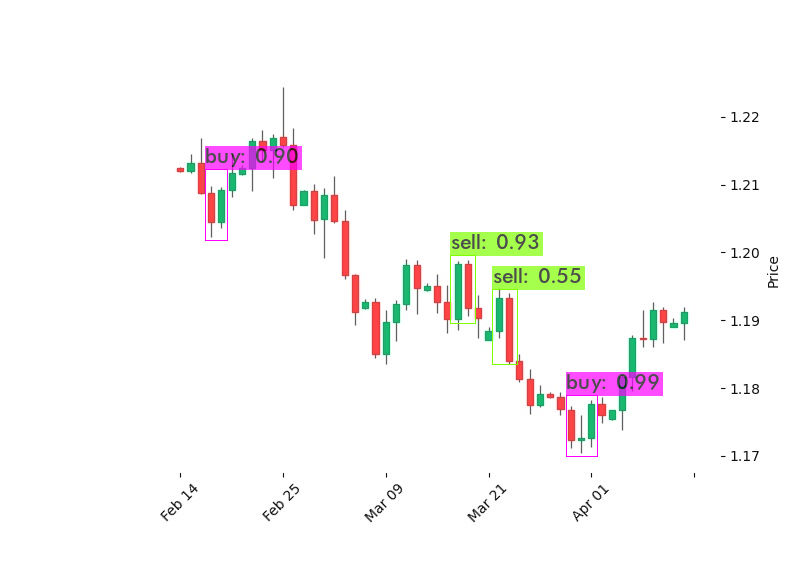 1.22
buy: 0.90
1.21
sell: 0.93
1.20
sell: 0.55
Price
1.19
buy: 0.99
1.18
1.17
Feb 14
Feb 25
Mar 09
Mar 21
Apr 01